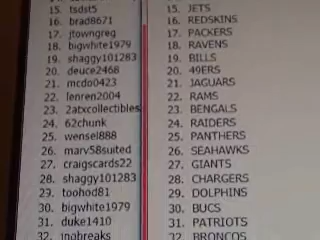 15. tsdst5
16. brad8671
17. jtowngreg
18. bigwhite1979
19. shaggy101283
20. deuce2468
21. mcdo0423
22. lenren2004
23. 2atxcollectibles
24. 62chunk
25. wensel888
26. marv58suited
27. craigscards22
28. shaggy101283
29. toohod81
30. bigwhite1979
31. duke1410
32. jngbreaks
15. JETS
16. REDSKINS
17. PACKERS
18. RAVENS
19. BILLS
20. 49ERS
21. JAGUARS
22. RAMS
23. BENGALS
24. RAIDERS
25. PANTHERS
26. SEAHAWKS
27. GIANTS
28. CHARGERS
29. DOLPHINS
30. BUCS
31. PATRIOTS
32. BRONCOS